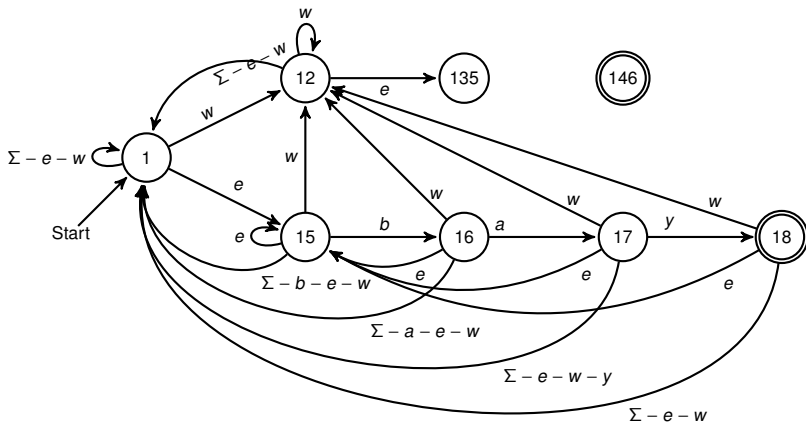 w
Σ − e − w
12
e
135
146
w
Σ − e − w
1
e
w
w
w
w
Start
e
15
b
16
a
17
y
18
Σ − b − e − w
e
e
e
Σ − a − e − w
Σ − e − w − y
Σ − e − w